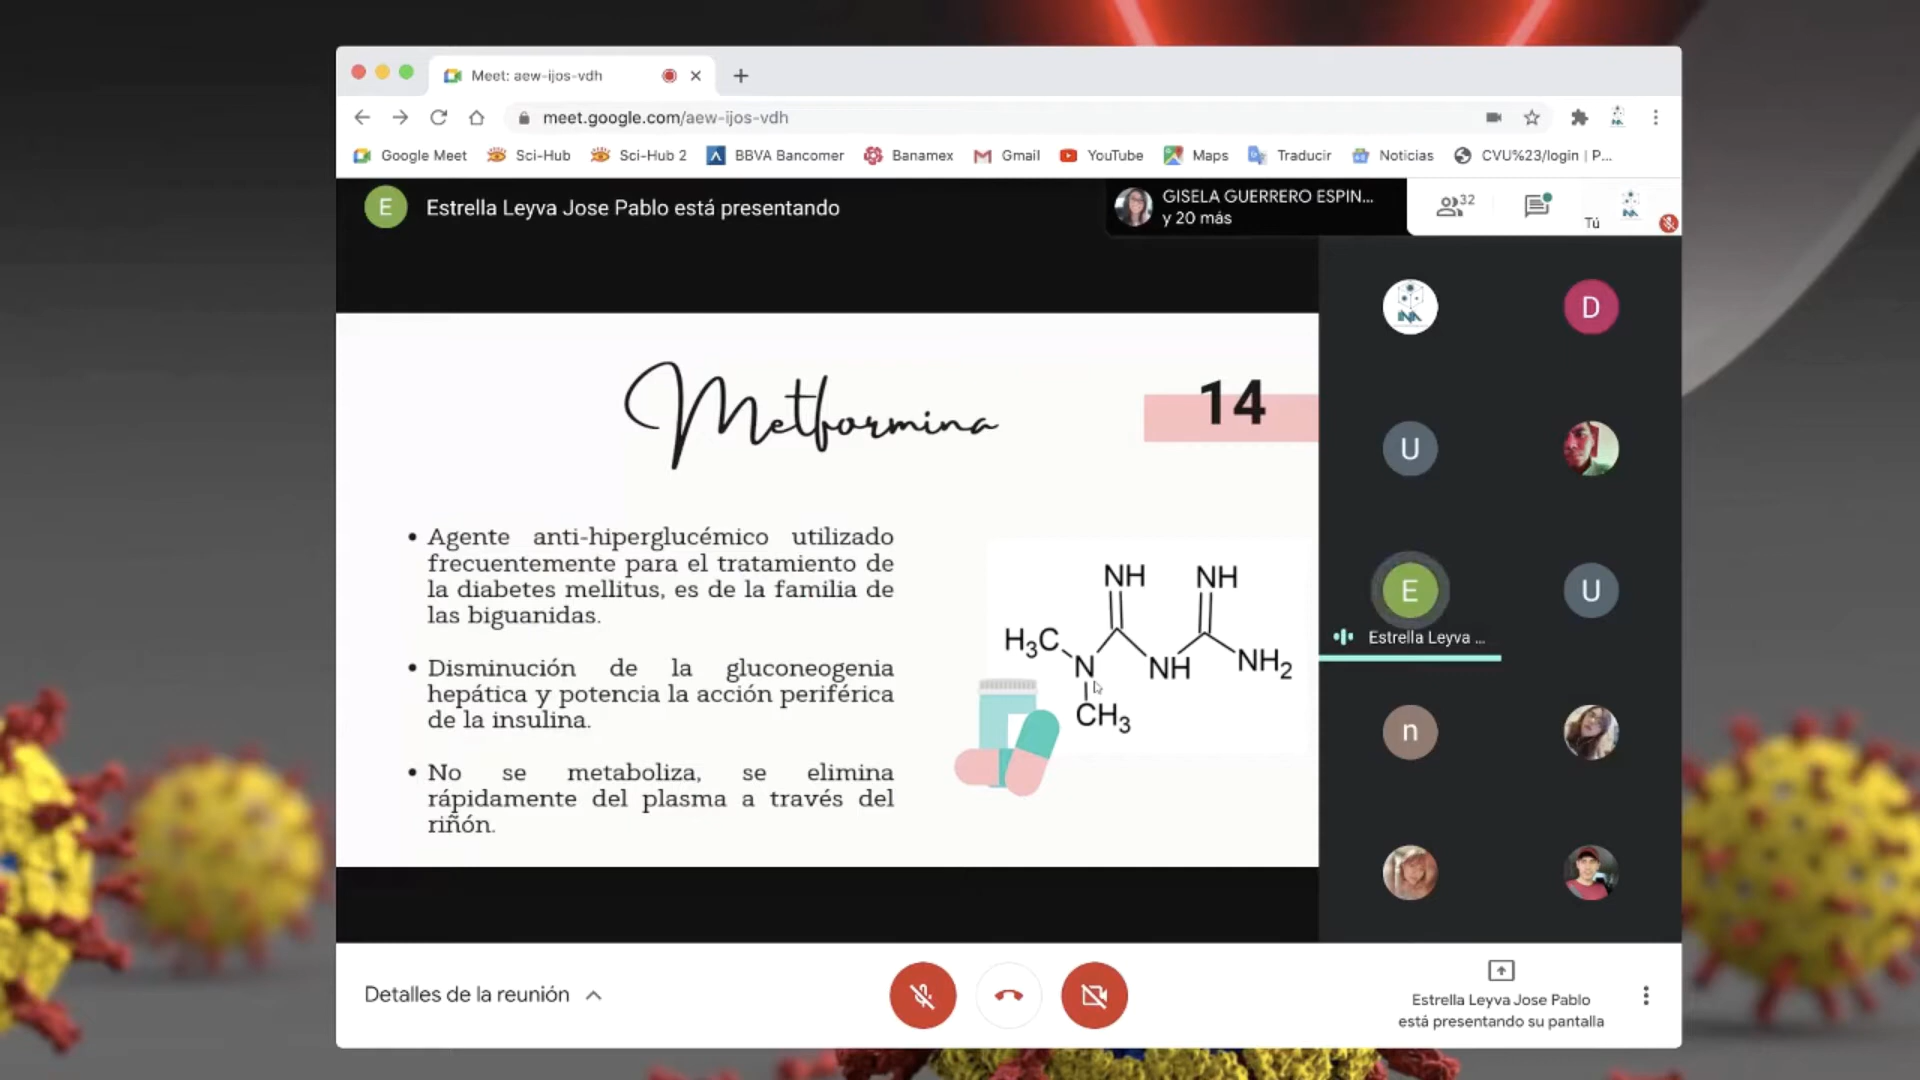 Meet: aew-ijos-vdh
meet.google.com/aew-ijos-vdh
Google Meet
Sci-Hub
Sci-Hub 2
BBVA Bancomer
Banamex
Gmail
YouTube
Maps
Traducir
Noticias
CVU%23/login | P...
E
Estrella Leyva Jose Pablo está presentando
GISELA GUERRERO ESPIN...
y 20 más
32
Tú
Metformina
14
• Agente anti-hiperglucémico utilizado
frecuentemente para el tratamiento de
la diabetes mellitus, es de la familia de
las biguanidas.
• Disminución de la gluconeogenia
hepática y potencia la acción periférica
de la insulina.
• No se metaboliza, se elimina
rápidamente del plasma a través del
riñón.
NH NH
H3C
N NH NH2
CH3
INA
D
U
E
U
Estrella Leyva ...
n
Detalles de la reunión
Estrella Leyva Jose Pablo
está presentando su pantalla